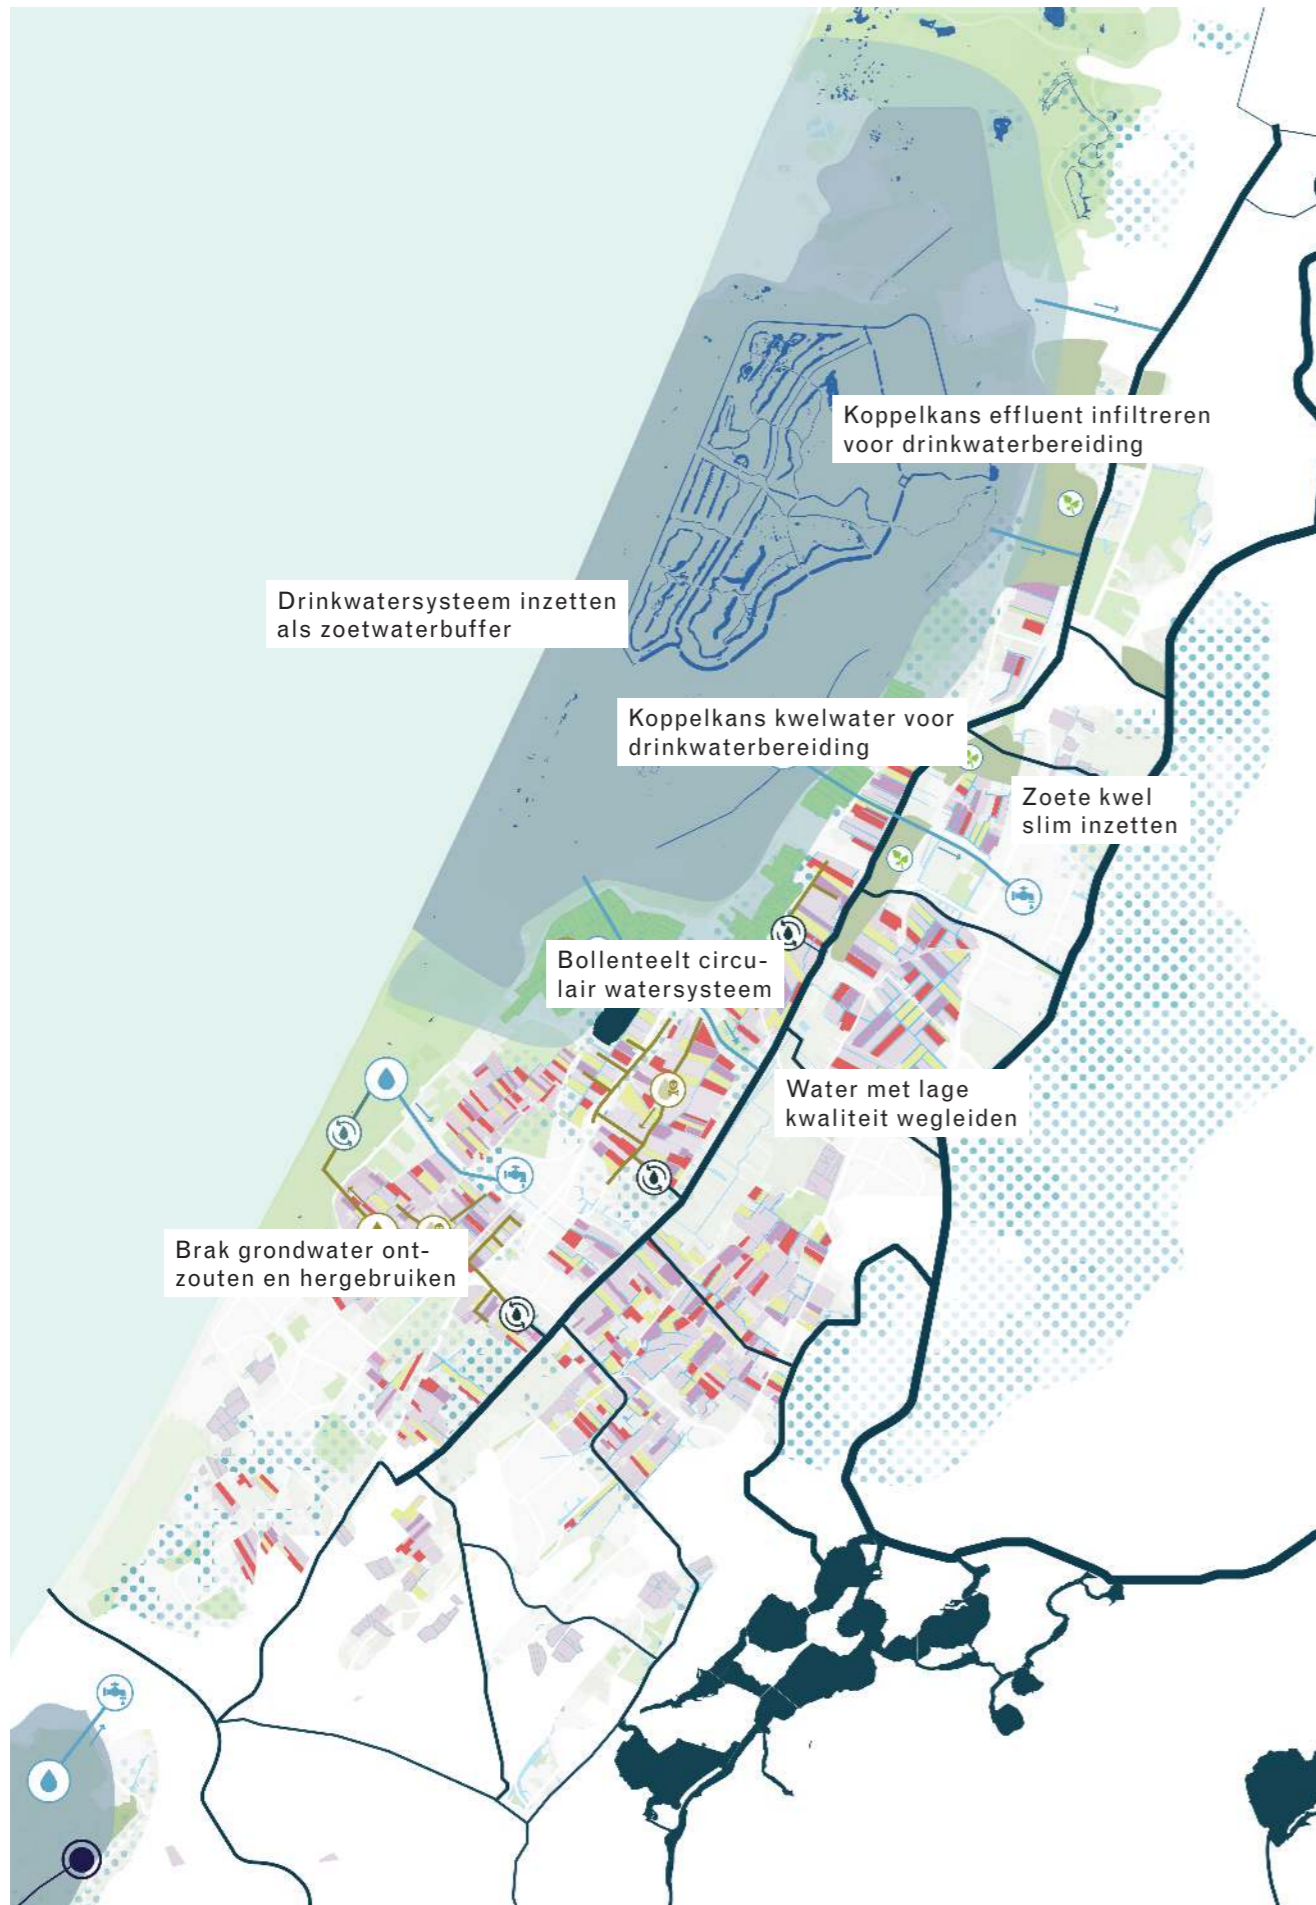 Koppelkans effluent infiltreren
voor drinkwaterbereiding
Drinkwatersysteem inzetten
als zoetwaterbuffer
Koppelkans kwelwater voor
drinkwaterbereiding
Zoete kwel
slim inzetten
Bollenteelt circu-
lair watersysteem
Water met lage
kwaliteit wegleiden
Brak grondwater ont-
zouten en hergebruiken